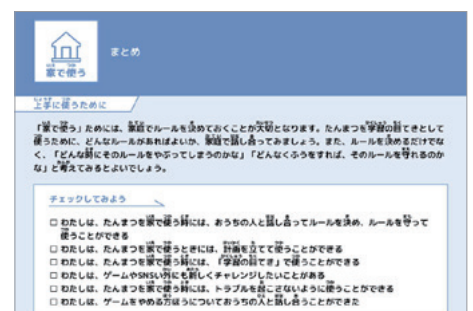 家で使う
まとめ
上手に使うために
「家で使う」ためには、家庭でルールを決めておくことが大切となります。たんまつを学習の目てきとして
使うために、どんなルールがあればよいか、家庭で話し合ってみましょう。また、ルールを決めるだけでな
く、「どんな時にそのルールをやぶってしまうのかな」「どんなくふうをすれば、そのルールを守れるのか
な」と考えてみるとよいでしょう。
チェックしてみよう
□ わたしは、たんまつを家で使う時には、おうちの人と話し合ってルールを決め、ルールを守って
使うことができる
□ わたしは、たんまつを家で使うときには、計画を立てて使うことができる
□ わたしは、たんまつを家で使う時には、「学習の目てき」で使うことができる
□ わたしは、ゲームやSNSい外にも新しくチャレンジしたいことがある
□ わたしは、たんまつを家で使う時には、トラブルを起こさないように使うことができる
□ わたしは、ゲームをやめる方ほうについておうちの人と話し合うことができた